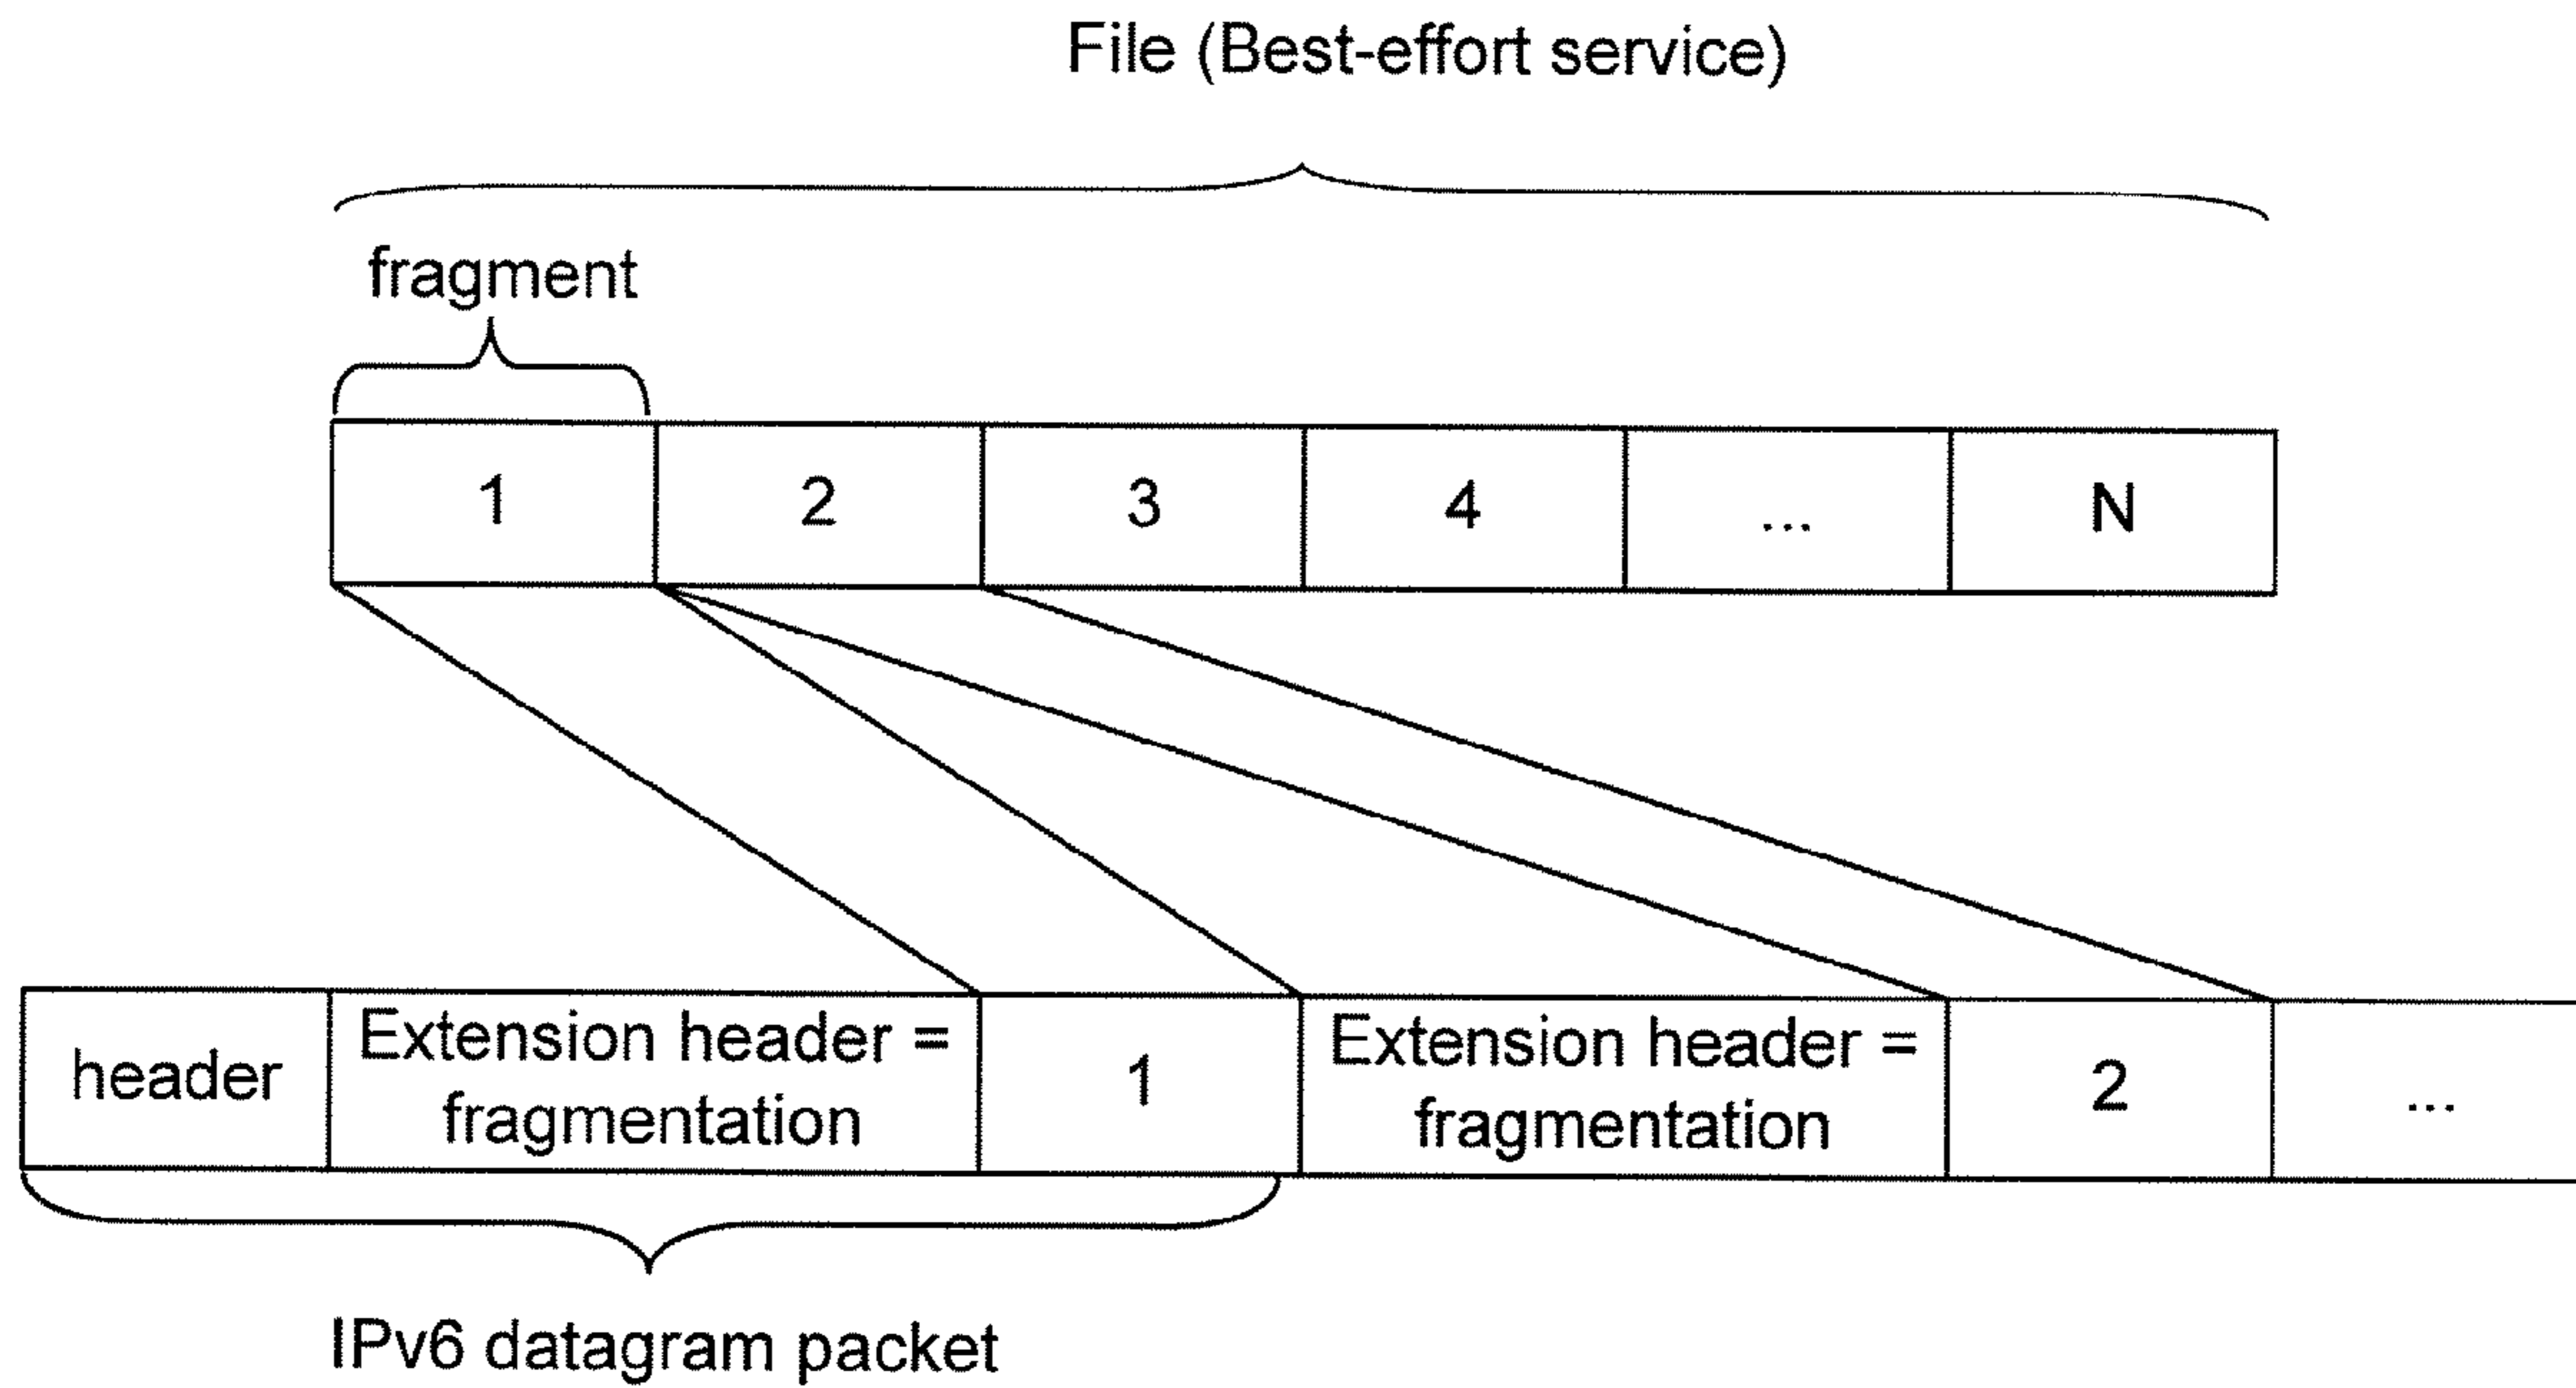 File (Best-effort service)
fragment
1 2 3 4 ... N
header Extension header = fragmentation 1 Extension header = fragmentation 2 ...
IPv6 datagram packet